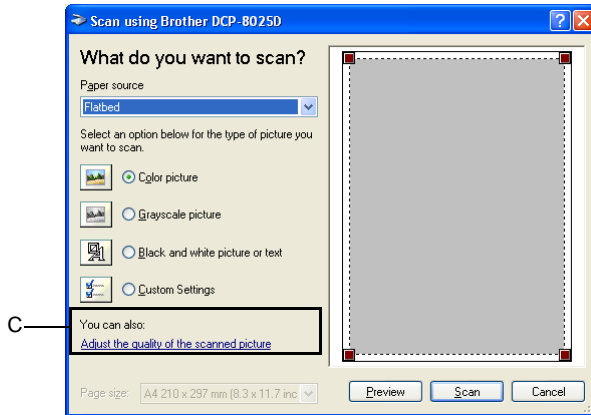 Scan using Brother DCP-8025D
What do you want to scan?
Paper source
Flatbed
Select an option below for the type of picture you
want to scan.
Color picture
Grayscale picture
Black and white picture or text
Custom Settings
C
You can also:
Adjust the quality of the scanned picture
Page size: A4 210 x 297 mm (8.3 x 11.7 inc
Preview Scan Cancel